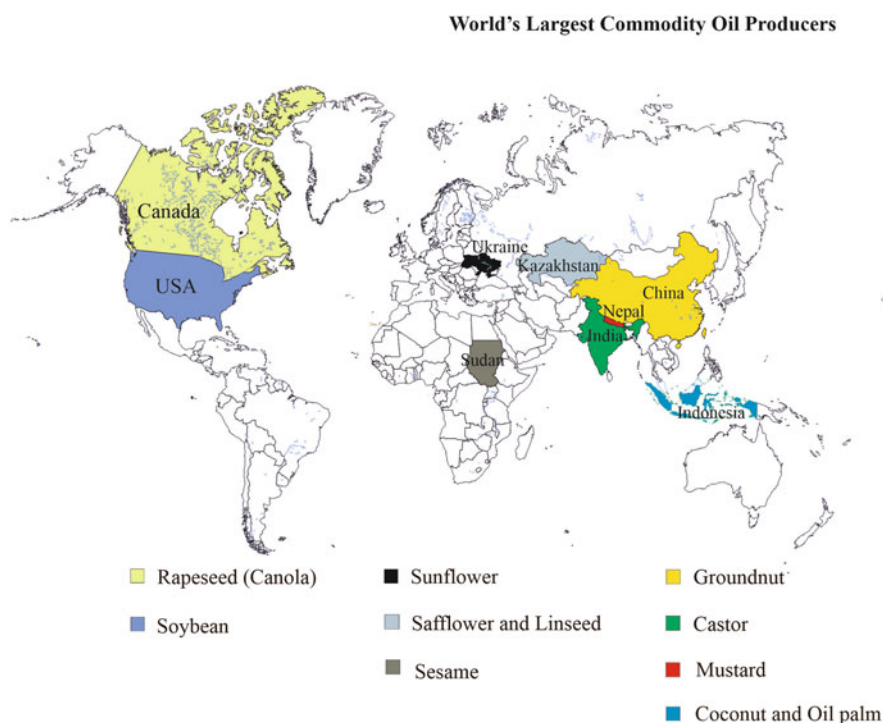 World's Largest Commodity Oil Producers
Canada
USA
Ukraine
Kazakhstan
China
Nepal
India
Sudan
Indonesia
Rapeseed (Canola)
Sunflower
Groundnut
Soybean
Safflower and Linseed
Castor
Sesame
Mustard
Coconut and Oil palm